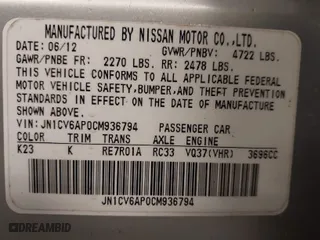 MANUFACTURED BY NISSAN MOTOR CO.,LTD.
DATE: 06/12 GVWR/PNBV: 4722 LBS.
GAWR/PNBE FR: 2270 LBS. RR: 2478 LBS.
THIS VEHICLE CONFORMS TO ALL APPLICABLE FEDERAL
MOTOR VEHICLE SAFETY, BUMPER,AND THEFT PREVENTION
STANDARDS IN EFFECT ON THE DATE OF MANUFACTURE
SHOWN ABOVE.
VIN:JN1CV6AP0CM936794 PASSENGER CAR
COLOR TRIM TRANS AXLE ENGINE
K23 K RE7R01A RC33 VQ37(VHR) 3696CC
JN1CV6AP0CM936794
DREAMBID